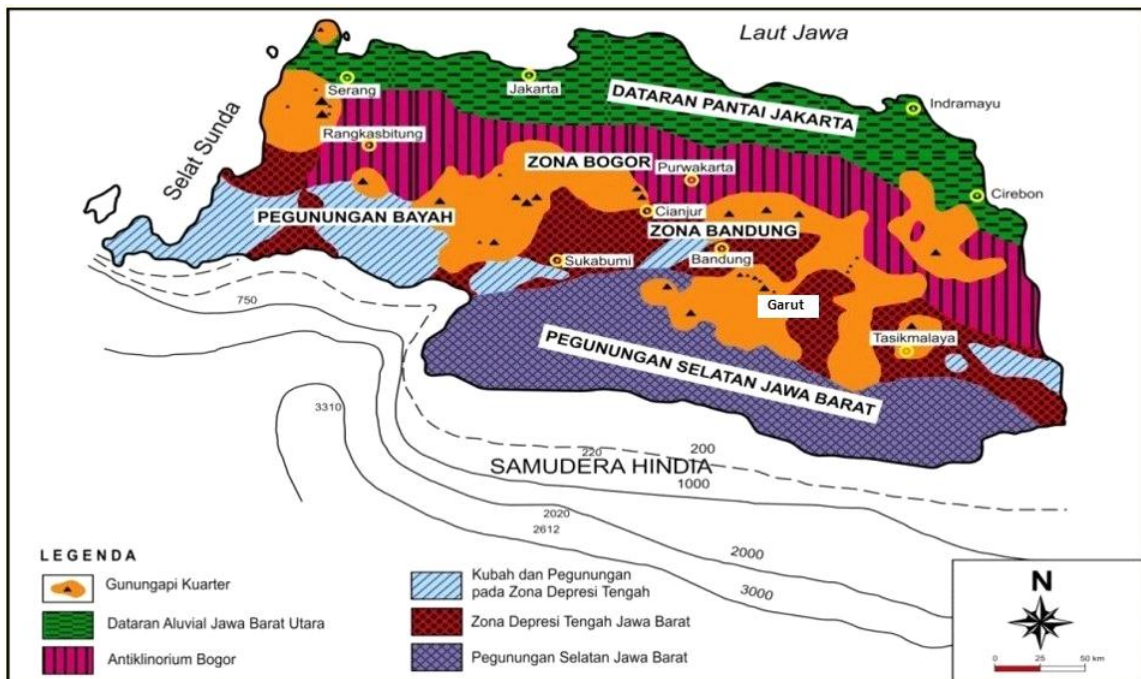 Laut Jawa
Selat Sunda
Serang
Jakarta
DATARAN PANTAI JAKARTA
Indramayu
Rangkasbitung
ZONA BOGOR
Purwakarta
Cirebon
PEGUNUNGAN BAYAH
Cianjur
ZONA BANDUNG
Bandung
Sukabumi
Garut
Tasikmalaya
PEGUNUNGAN SELATAN JAWA BARAT
750
3310
220
200
SAMUDERA HINDIA
1000
2020
2612
2000
3000
LEGENDA
Gunungapi Kuarter
Dataran Aluvial Jawa Barat Utara
Antiklinorium Bogor
Kubah dan Pegunungan
pada Zona Depresi Tengah
Zona Depresi Tengah Jawa Barat
Pegunungan Selatan Jawa Barat
N
0 25 50 km